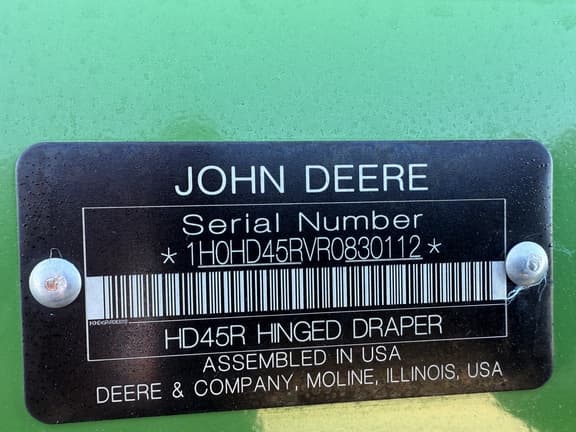 JOHN DEERE
Serial Number
*1H0HD45RVR0830112*
HD45R HINGED DRAPER
ASSEMBLED IN USA
DEERE & COMPANY, MOLINE, ILLINOIS, USA